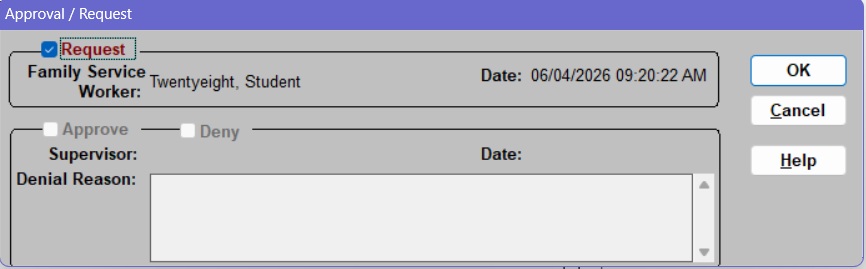 Approval / Request
Request
Family Service Worker: Twentyeight, Student Date: 06/04/2026 09:20:22 AM
OK
Cancel
Approve Deny
Supervisor: Date:
Help
Denial Reason: